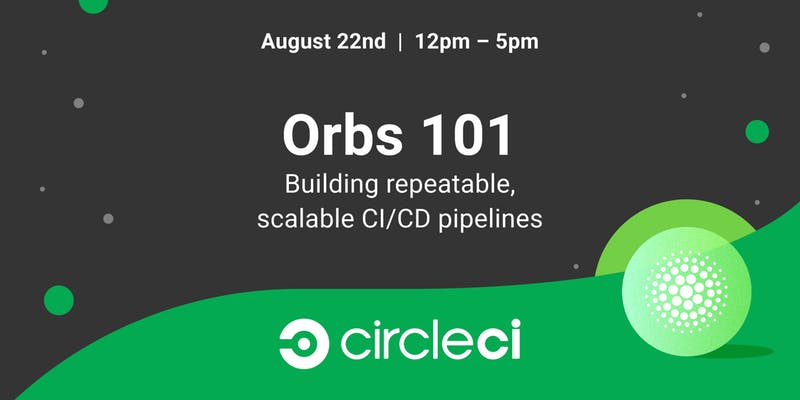 August 22nd | 12pm – 5pm
Orbs 101
Building repeatable,
scalable CI/CD pipelines
circleci